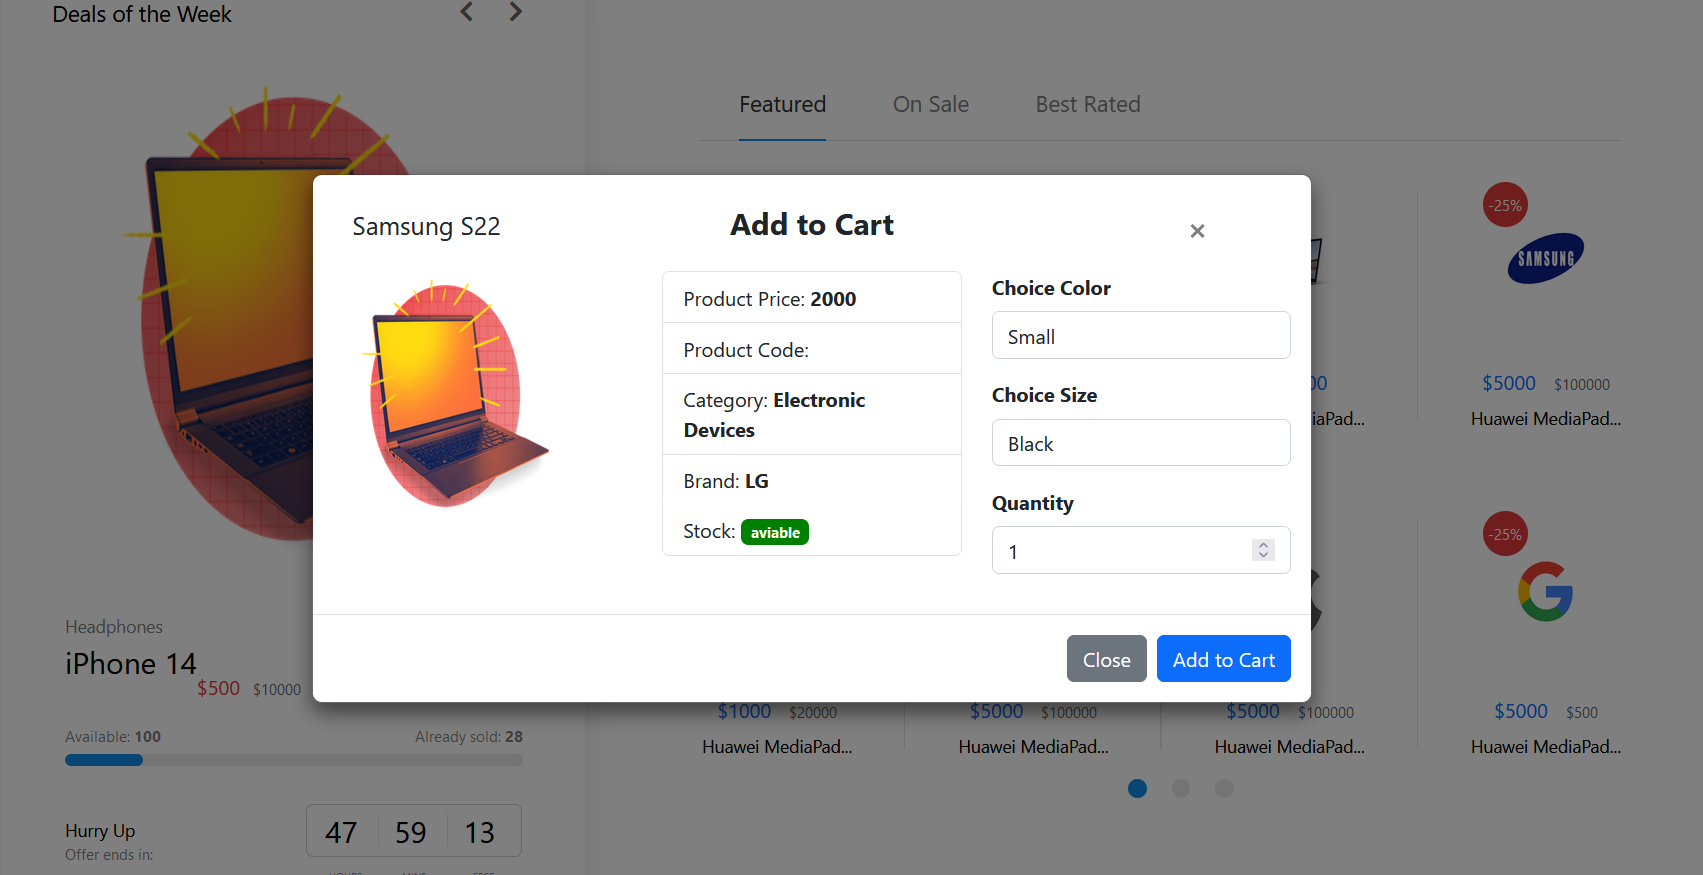 Deals of the Week
Featured
On Sale
Best Rated
Samsung S22
Add to Cart
×
Product Price: 2000
Product Code:
Category: Electronic
Devices
Brand: LG
Stock: aviable
Choice Color
Small
Choice Size
Black
Quantity
1
Close
Add to Cart
-25%
SAMSUNG
00
$5000 $100000
iaPad...
Huawei MediaPad...
-25%
Headphones
iPhone 14
$500 $10000
Available: 100
Already sold: 28
Hurry Up
Offer ends in:
47 59 13
$1000 $20000
$5000 $100000
$5000 $100000
$5000 $500
Huawei MediaPad...
Huawei MediaPad...
Huawei MediaPad...
Huawei MediaPad...